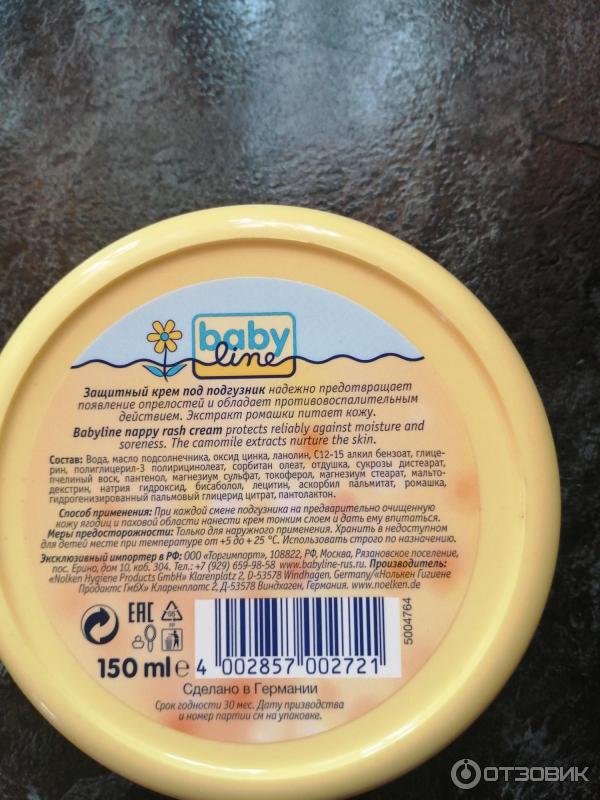 baby
line
Защитный крем под подгузник надежно предотвращает
появление опрелостей и обладает противовоспалительным
действием. Экстракт ромашки питает кожу.
Babyline nappy rash cream protects reliably against moisture and
soreness. The camomile extracts nurture the skin.
Состав: Вода, масло подсолнечника, оксид цинка, ланолин, C12-15 алкил бензоат, глице-
рин, полиглицерил-3 полирицинолеат, сорбитан олеат, отдушка, сукрозы дистеарат,
пчелиный воск, пантенол, магнезиум сульфат, токоферол, магнезиум стеарат, мальто-
декстрин, натрия гидроксид, бисаболол, лецитин, аскорбил пальмитат, ромашка,
гидрогенизированный пальмовый глицерид цитрат, пантолактон.
Способ применения: При каждой смене подгузника на предварительно очищенную
кожу ягодиц и паховой области нанести крем тонким слоем и дать ему впитаться.
Меры предосторожности: Только для наружного применения. Хранить в недоступном
для детей месте при температуре от +5 до + 25 °C. Использовать строго по назначению.
Эксклюзивный импортер в РФ: ООО «Торгимпорт», 108822, РФ, Москва, Рязановское поселение,
пос. Ерино, дом 10, каб. 304. Тел.: +7 (929) 659-98-58 www.babyline-rus.ru. Производитель:
«Nolken Hygiene Products GmbH» Klarenplatz 2, D-53578 Windhagen, Germany/«Нолькен Гигиене
Продактс ГмбХ» Кларенплатс 2, Д-53578 Виндхаген, Германия. www.noelken.de
EAC
05
PP
150 ml e
4 002857 002721
5004764
Сделано в Германии
Срок годности 30 мес. Дату призводства
и номер партии см на упаковке.
ОТЗОВИК